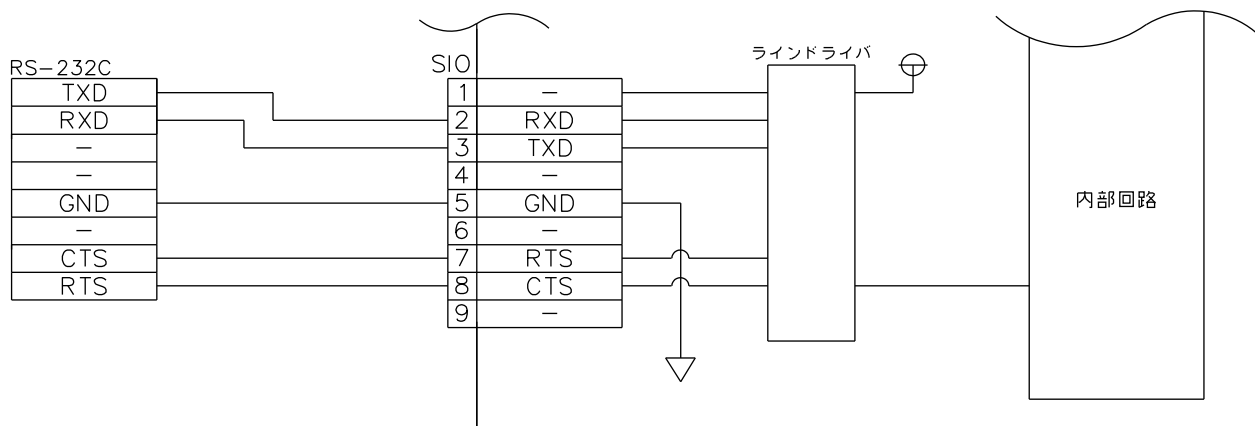 ラインドライバ
RS-232C
SIO
TXD
1 -
RXD
2 RXD
-
3 TXD
-
4 -
GND
5 GND
-
6 -
CTS
7 RTS
RTS
8 CTS
9 -
内部回路